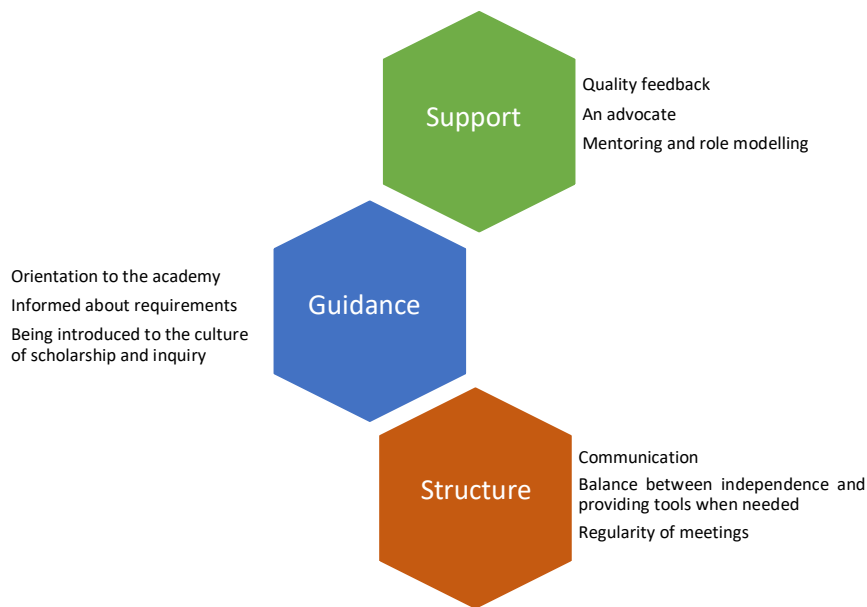 Support
Quality feedback
An advocate
Mentoring and role modelling
Guidance
Orientation to the academy
Informed about requirements
Being introduced to the culture
of scholarship and inquiry
Structure
Communication
Balance between independence and
providing tools when needed
Regularity of meetings